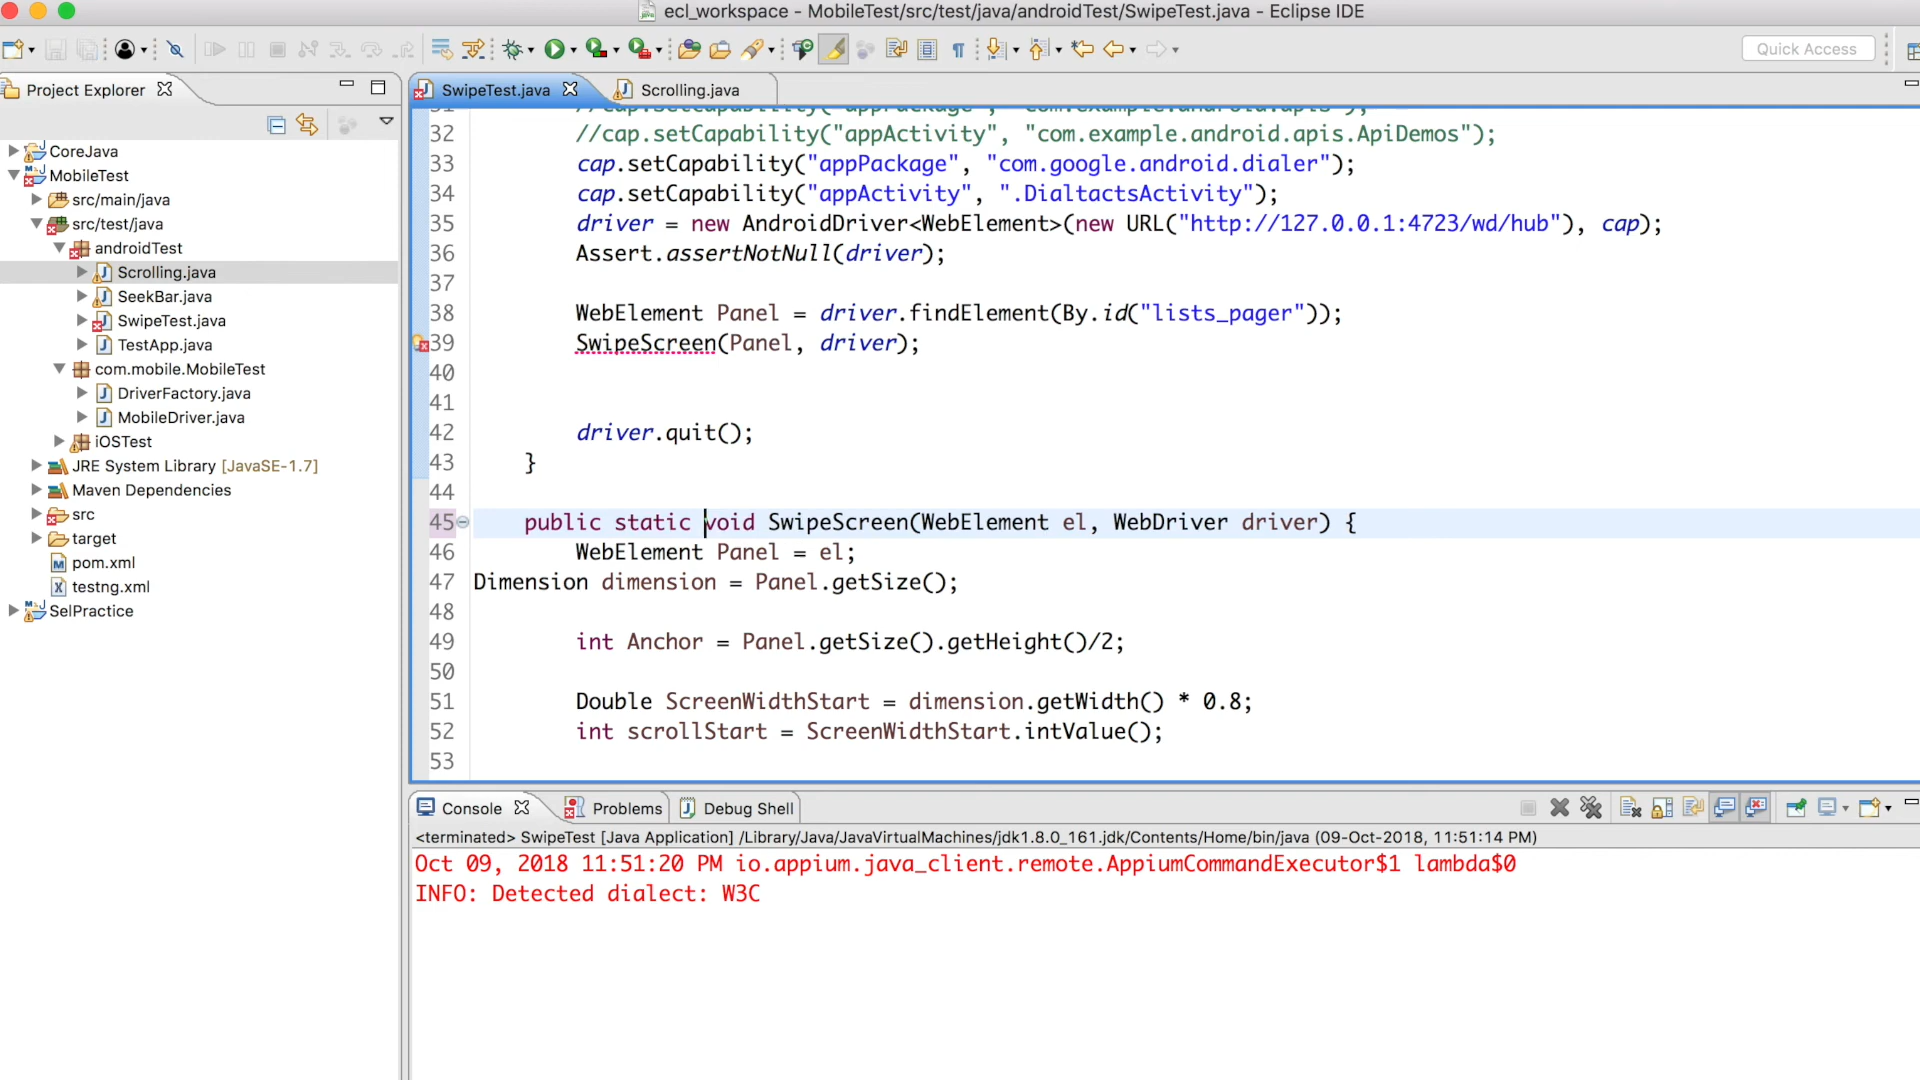 ecl_workspace - MobileTest/src/test/java/androidTest/SwipeTest.java - Eclipse IDE
Quick Access
Project Explorer
CoreJava
MobileTest
src/main/java
src/test/java
androidTest
Scrolling.java
SeekBar.java
SwipeTest.java
TestApp.java
com.mobile.MobileTest
DriverFactory.java
MobileDriver.java
iOSTest
JRE System Library [JavaSE-1.7]
Maven Dependencies
src
target
pom.xml
testng.xml
SelPractice
SwipeTest.java
Scrolling.java
31 //cap.setCapability("appPackage", "com.example.android.apis");
32 //cap.setCapability("appActivity", "com.example.android.apis.ApiDemos");
33 cap.setCapability("appPackage", "com.google.android.dialer");
34 cap.setCapability("appActivity", ".DialtactsActivity");
35 driver = new AndroidDriver<WebElement>(new URL("http://127.0.0.1:4723/wd/hub"), cap);
36 Assert.assertNotNull(driver);
37
38 WebElement Panel = driver.findElement(By.id("lists_pager"));
39 SwipeScreen(Panel, driver);
40
41
42 driver.quit();
43 }
44
45 public static void SwipeScreen(WebElement el, WebDriver driver) {
46 WebElement Panel = el;
47 Dimension dimension = Panel.getSize();
48
49 int Anchor = Panel.getSize().getHeight()/2;
50
51 Double ScreenWidthStart = dimension.getWidth() * 0.8;
52 int scrollStart = ScreenWidthStart.intValue();
53
Console
Problems
Debug Shell
<terminated> SwipeTest [Java Application] /Library/Java/JavaVirtualMachines/jdk1.8.0_161.jdk/Contents/Home/bin/java (09-Oct-2018, 11:51:14 PM)
Oct 09, 2018 11:51:20 PM io.appium.java_client.remote.AppiumCommandExecutor$1 lambda$0
INFO: Detected dialect: W3C